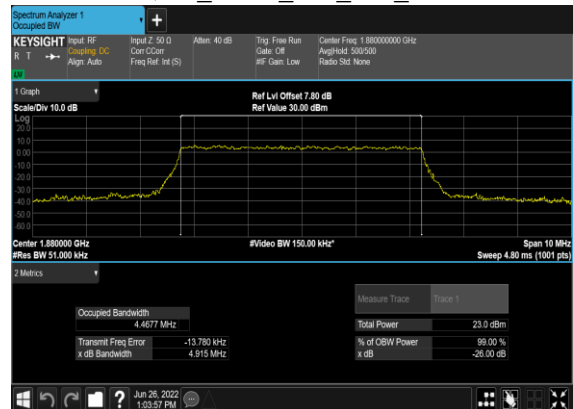 Spectrum Analyzer 1
Occupied BW
+
KEYSIGHT Input: RF Input Z: 50 Ω Atten: 40 dB Trig: Free Run Center Freq: 1.880000000 GHz
R T Coupling: DC Corr CCorr Gate: Off Avg|Hold: 500/500
Align: Auto Freq Ref: Int (S) #IF Gain: Low Radio Std: None
1 Graph
Ref Lvl Offset 7.80 dB
Scale/Div 10.0 dB Ref Value 30.00 dBm
Log
20.0
10.0
0.00
-10.0
-20.0
-30.0
-40.0
-50.0
-60.0
Center 1.880000 GHz #Video BW 150.00 kHz* Span 10 MHz
#Res BW 51.000 kHz Sweep 4.80 ms (1001 pts)
2 Metrics
Measure Trace Trace 1
Occupied Bandwidth
4.4677 MHz Total Power 23.0 dBm
Transmit Freq Error -13.780 kHz % of OBW Power 99.00 %
x dB Bandwidth 4.915 MHz x dB -26.00 dB
?
Jun 26, 2022
1:03:57 PM